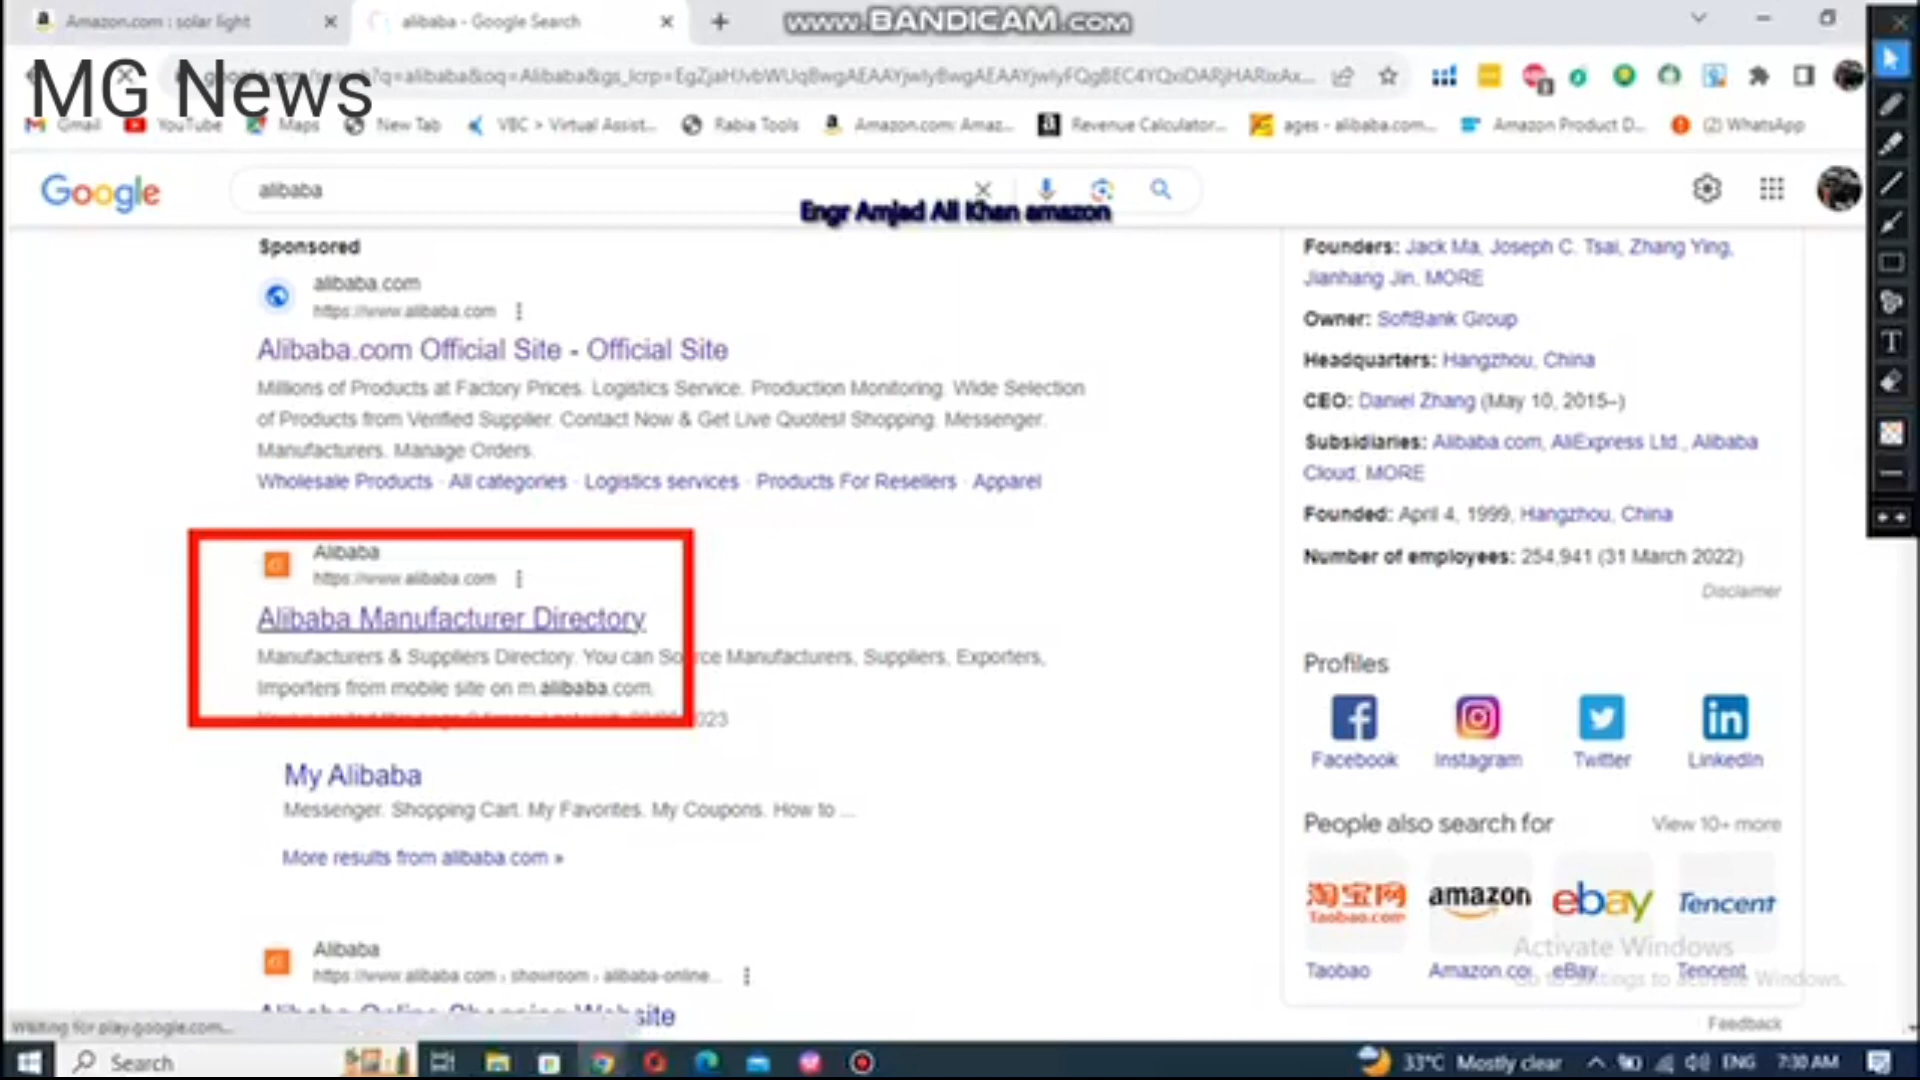 Amazon.com : solar light
alibaba - Google Search
www.BANDICAM.com
MG News
Gmail
YouTube
Maps
New Tab
VBC > Virtual Assist...
Rabia Tools
Amazon.com: Amaz...
Revenue Calculator...
ages - alibaba.com...
Amazon Product D...
(2) WhatsApp
Google
alibaba
Engr Amjad Ali Khan amazon
Sponsored
alibaba.com
https://www.alibaba.com
Alibaba.com Official Site - Official Site
Millions of Products at Factory Prices. Logistics Service. Production Monitoring. Wide Selection
of Products from Verified Supplier. Contact Now & Get Live Quotes! Shopping. Messenger.
Manufacturers. Manage Orders.
Wholesale Products · All categories · Logistics services · Products For Resellers · Apparel
Alibaba
https://www.alibaba.com
Alibaba Manufacturer Directory
Manufacturers & Suppliers Directory. You can Source Manufacturers, Suppliers, Exporters,
Importers from mobile site on m.alibaba.com.
My Alibaba
Messenger. Shopping Cart. My Favorites. My Coupons. How to ...
More results from alibaba.com »
Alibaba
https://www.alibaba.com › showroom › alibaba-online...
Alibaba Online Shopping Website
Founders: Jack Ma, Joseph C. Tsai, Zhang Ying,
Jianhang Jin, MORE
Owner: SoftBank Group
Headquarters: Hangzhou, China
CEO: Daniel Zhang (May 10, 2015–)
Subsidiaries: Alibaba.com, AliExpress Ltd., Alibaba
Cloud, MORE
Founded: April 4, 1999, Hangzhou, China
Number of employees: 254,941 (31 March 2022)
Disclaimer
Profiles
Facebook
Instagram
Twitter
LinkedIn
People also search for
View 10+ more
淘宝网
Taobao.com
amazon
ebay
Tencent
Activate Windows
Taobao
Amazon.co
eBay
Tencent
Go to Settings to activate Windows.
Feedback
Waiting for play.google.com...
Search
33°C Mostly clear
ENG
7:30 AM